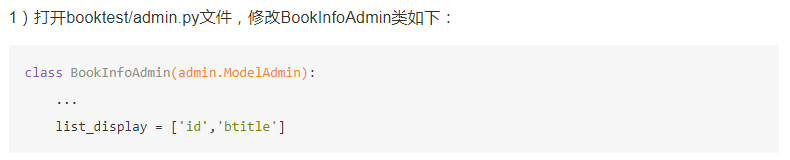 1）打开booktest/admin.py文件，修改BookInfoAdmin类如下：
class BookInfoAdmin(admin.ModelAdmin):
    ...
    list_display = ['id','btitle']